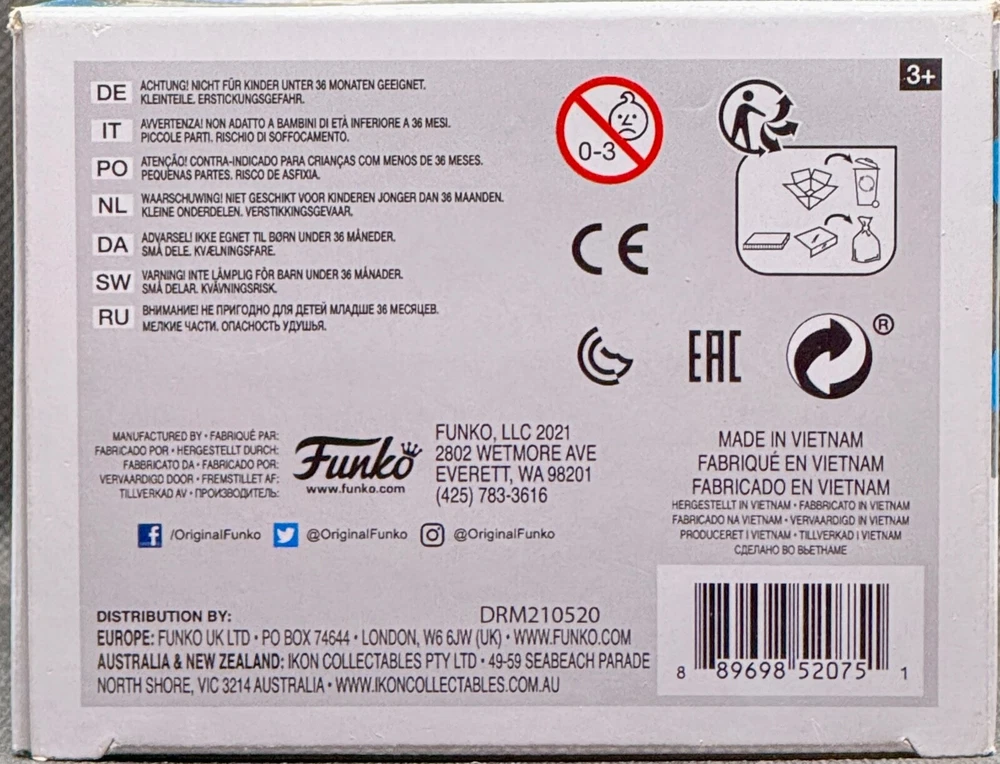 3+
DE ACHTUNG! NICHT FÜR KINDER UNTER 36 MONATEN GEEIGNET.
KLEINTEILE. ERSTICKUNGSGEFAHR.
IT AVVERTENZA! NON ADATTO A BAMBINI DI ETÀ INFERIORE A 36 MESI.
PICCOLE PARTI. RISCHIO DI SOFFOCAMENTO.
PO ATENÇÃO! CONTRA-INDICADO PARA CRIANÇAS COM MENOS DE 36 MESES.
PEQUENAS PARTES. RISCO DE ASFIXIA.
NL WAARSCHUWING! NIET GESCHIKT VOOR KINDEREN JONGER DAN 36 MAANDEN.
KLEINE ONDERDELEN. VERSTIKKINGSGEVAAR.
DA ADVARSEL! IKKE EGNET TIL BØRN UNDER 36 MÅNEDER.
SMÅ DELE. KVÆLNINGSFARE.
SW VARNING! INTE LÄMPLIG FÖR BARN UNDER 36 MÅNADER.
SMÅ DELAR. KVÄVNINGSRISK.
RU ВНИМАНИЕ! НЕ ПРИГОДНО ДЛЯ ДЕТЕЙ МЛАДШЕ 36 МЕСЯЦЕВ.
МЕЛКИЕ ЧАСТИ. ОПАСНОСТЬ УДУШЬЯ.
0-3
CE
EAC
®
MANUFACTURED BY • FABRIQUÉ PAR:
FABRICADO POR • HERGESTELLT DURCH:
FABBRICATO DA • FABRICADO POR:
VERVAARDIGD DOOR • FREMSTILLET AF:
TILLVERKAD AV • ПРОИЗВОДИТЕЛЬ:
Funko
www.funko.com
FUNKO, LLC 2021
2802 WETMORE AVE
EVERETT, WA 98201
(425) 783-3616
MADE IN VIETNAM
FABRIQUÉ EN VIETNAM
FABRICADO EN VIETNAM
HERGESTELLT IN VIETNAM • FABBRICATO IN VIETNAM
FABRICADO NA VIETNAM • VERVAARDIGD IN VIETNAM
PRODUCERET I VIETNAM • TILLVERKAD I VIETNAM
СДЕЛАНО ВО ВЬЕТНАМЕ
f /OriginalFunko @OriginalFunko @OriginalFunko
DISTRIBUTION BY: DRM210520
EUROPE: FUNKO UK LTD • PO BOX 74644 • LONDON, W6 6JW (UK) • WWW.FUNKO.COM
AUSTRALIA & NEW ZEALAND: IKON COLLECTABLES PTY LTD • 49-59 SEABEACH PARADE
NORTH SHORE, VIC 3214 AUSTRALIA • WWW.IKONCOLLECTABLES.COM.AU
8 89698 52075 1